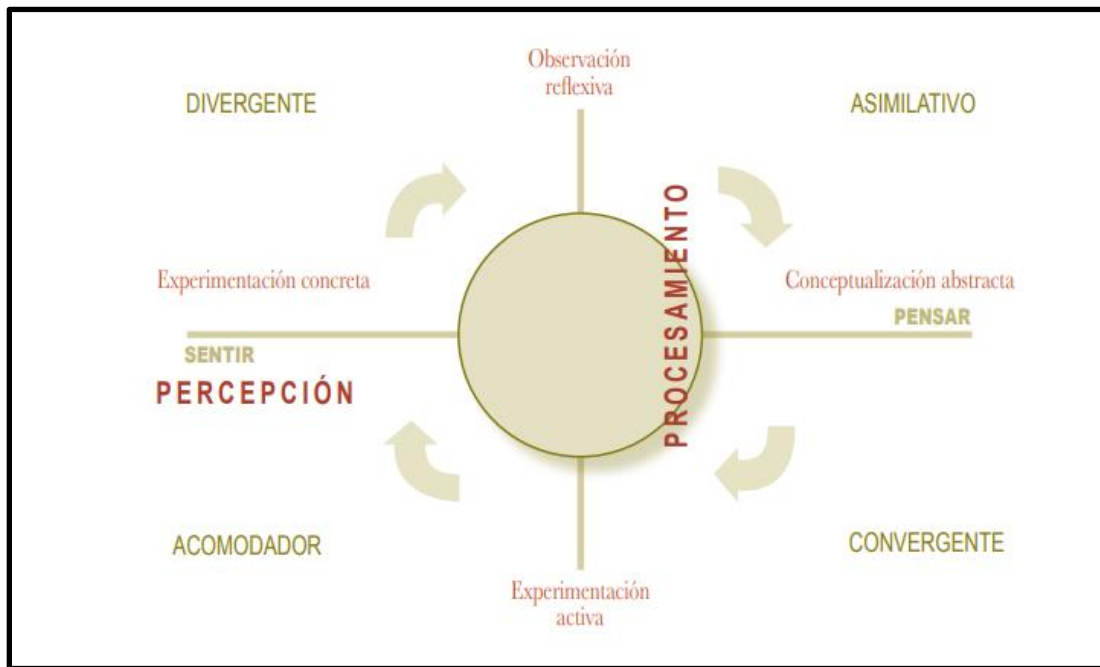 Observación
reflexiva
DIVERGENTE
ASIMILATIVO
PROCESAMIENTO
Experimentación concreta
Conceptualización abstracta
PENSAR
SENTIR
PERCEPCIÓN
ACOMODADOR
CONVERGENTE
Experimentación
activa